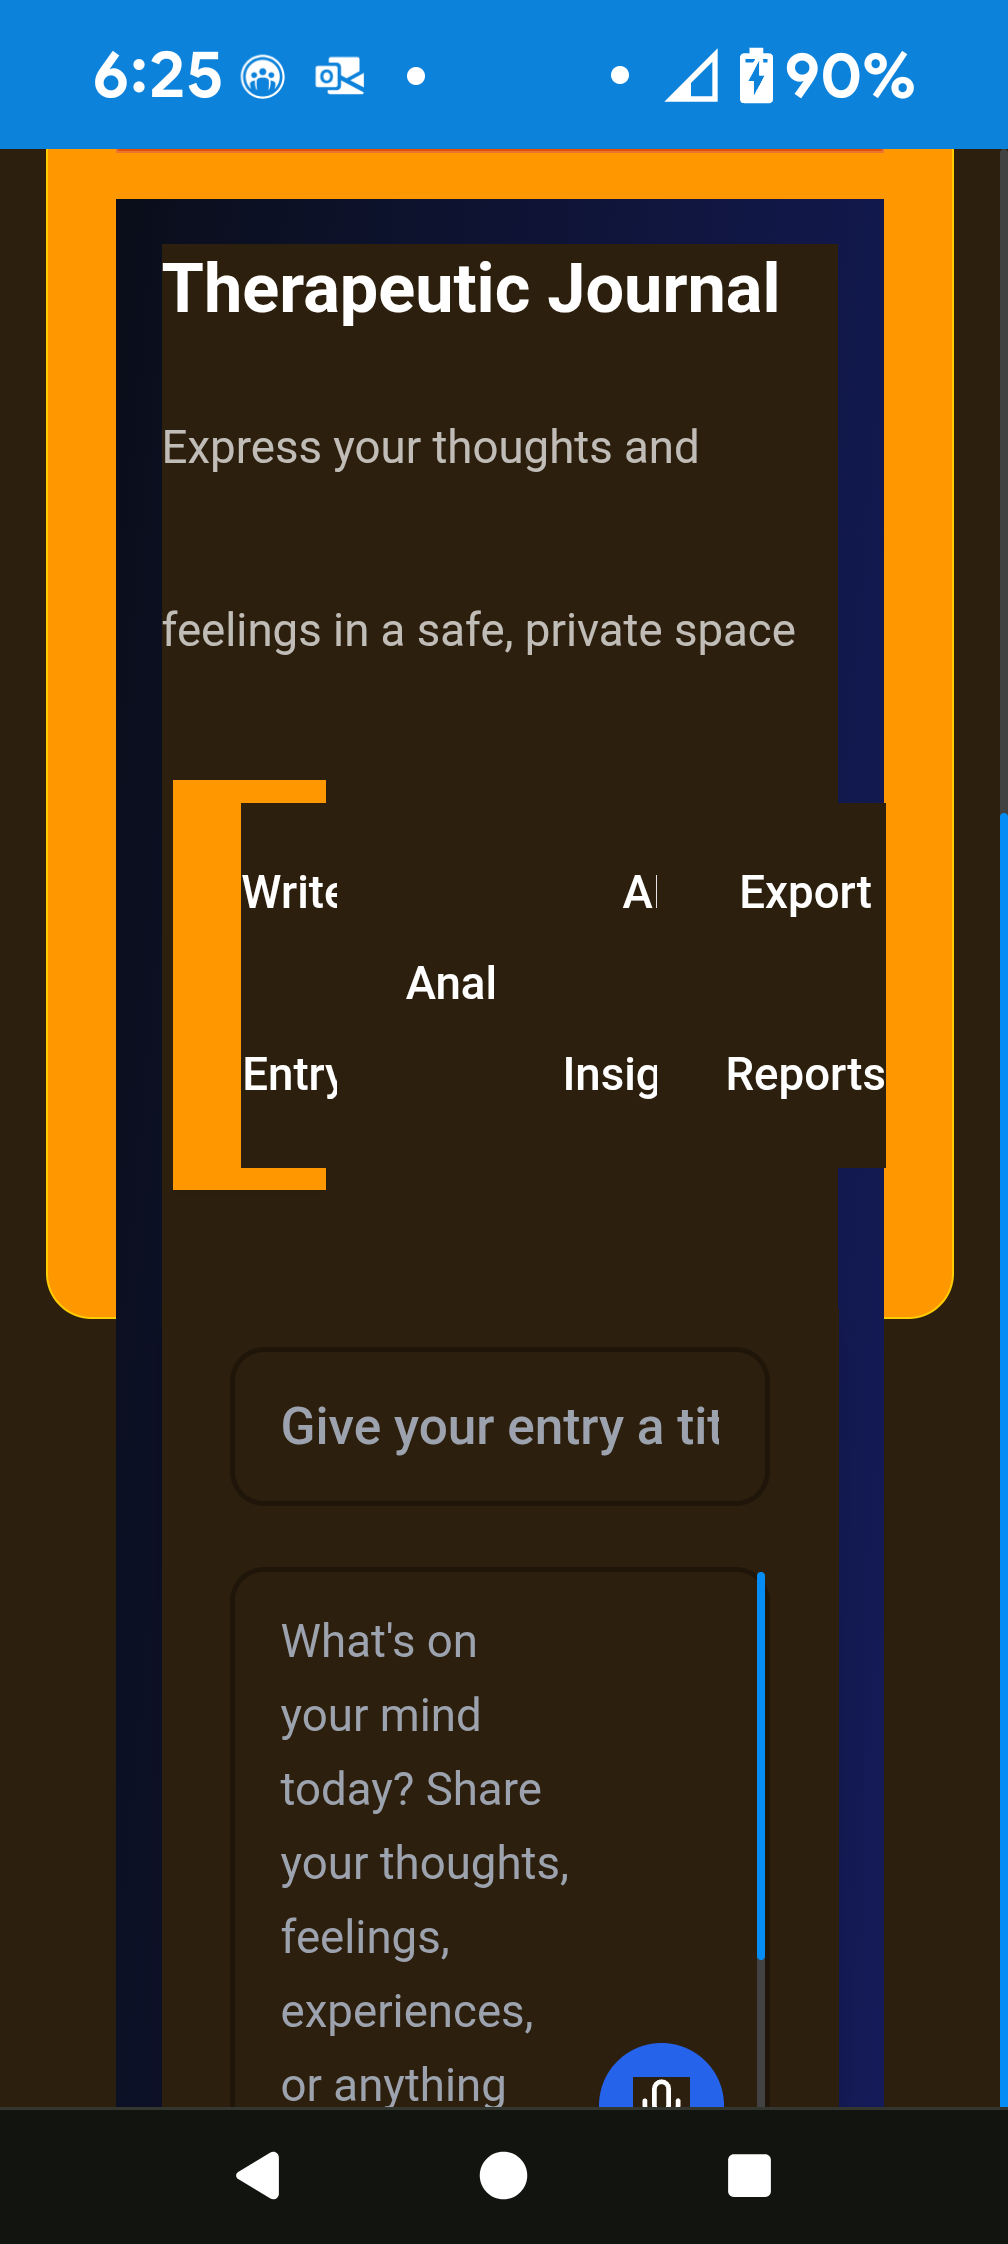 6:25 90%
Therapeutic Journal
Express your thoughts and
feelings in a safe, private space
Write AI Export
Anal
Entry Insig Reports
Give your entry a tit
What's on
your mind
today? Share
your thoughts,
feelings,
experiences,
or anything